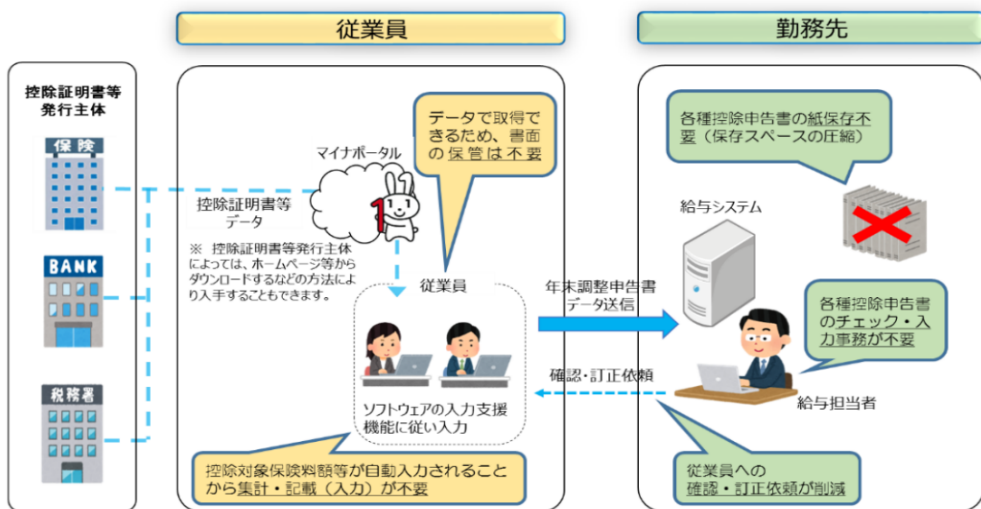 従業員
勤務先
控除証明書等
発行主体
保険
BANK
税務署
マイナポータル
1
控除証明書等
データ
※ 控除証明書等発行主体
によっては、ホームページ等から
ダウンロードするなどの方法によ
り入手することもできます。
データで取得で
きるため、書面
の保管は不要
従業員
ソフトウェアの入力支援
機能に従い入力
控除対象保険料額等が自動入力されること
から集計・記載（入力）が不要
年末調整申告書
データ送信
確認・訂正依頼
各種控除申告書の紙保存不
要（保存スペースの圧縮）
給与システム
各種控除申告書
のチェック・入
力事務が不要
給与担当者
従業員への
確認・訂正依頼が削減